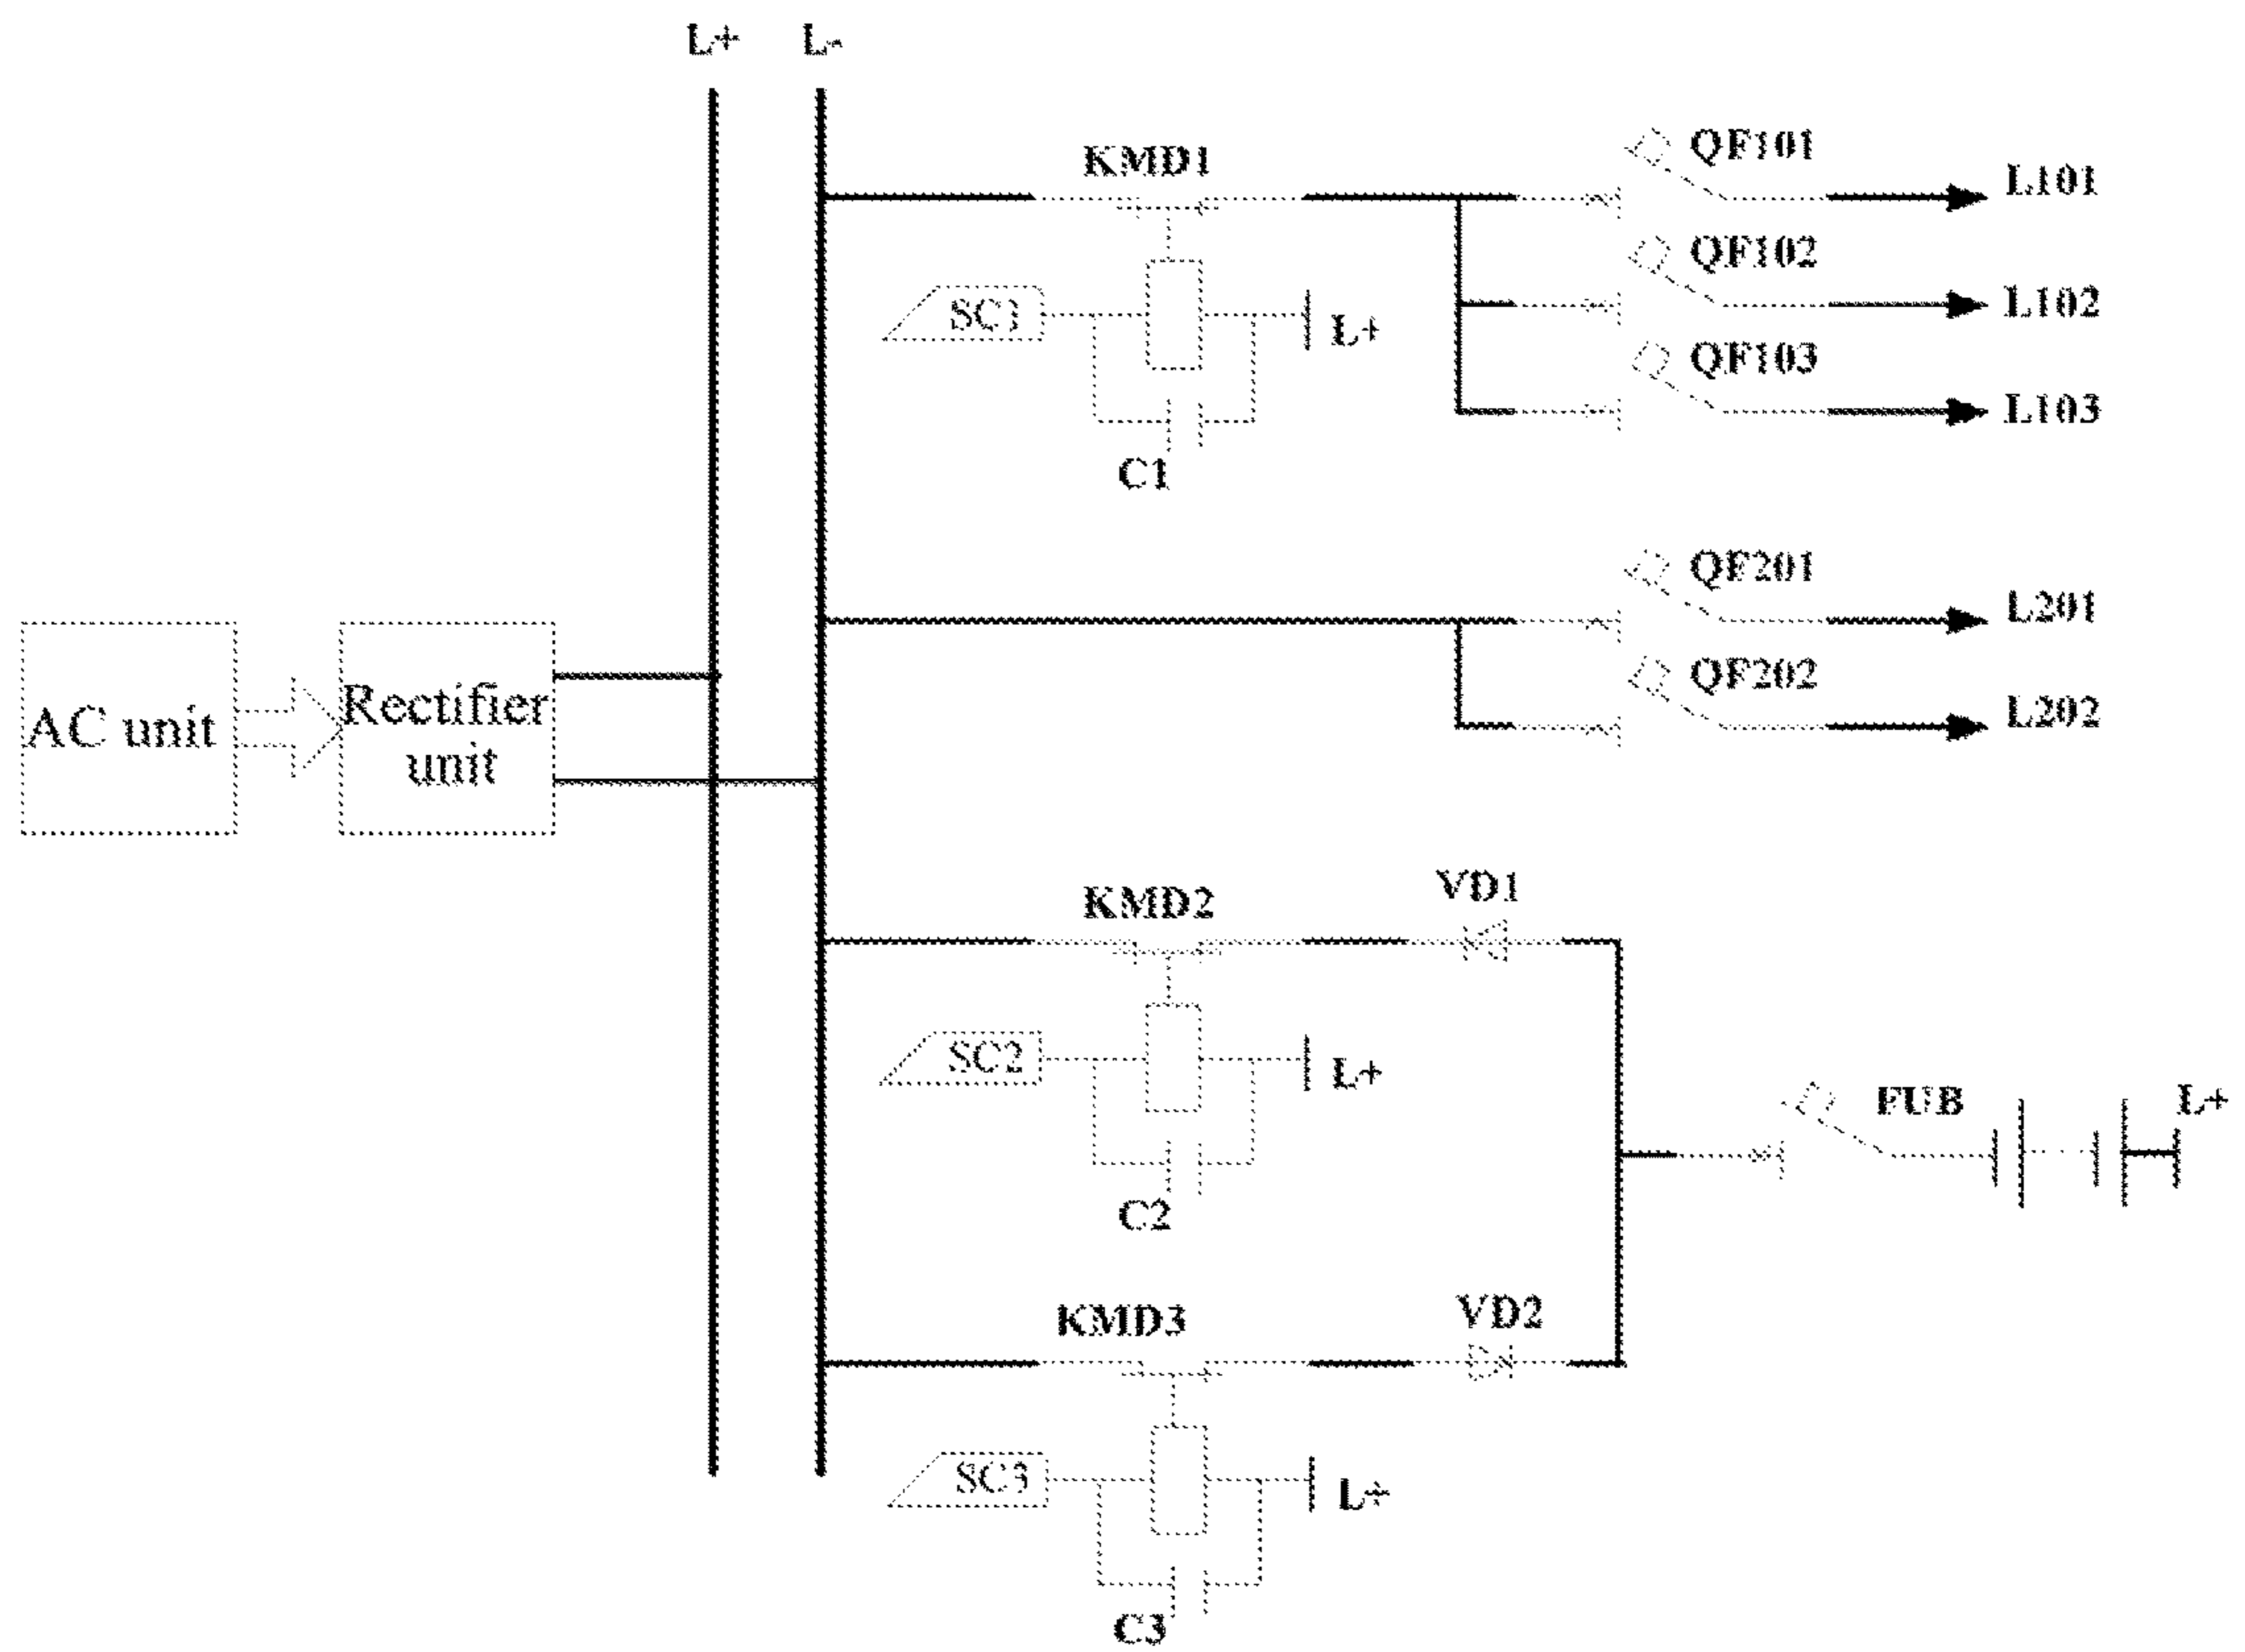 L+
L-
KMD1
QF101
L101
QF102
L102
SC1
L+
QF103
L103
C1
QF201
L201
QF202
L202
AC unit
Rectifier
unit
KMD2
VD1
SC2
L+
FUB
L+
C2
KMD3
VD2
SC3
L+
C3